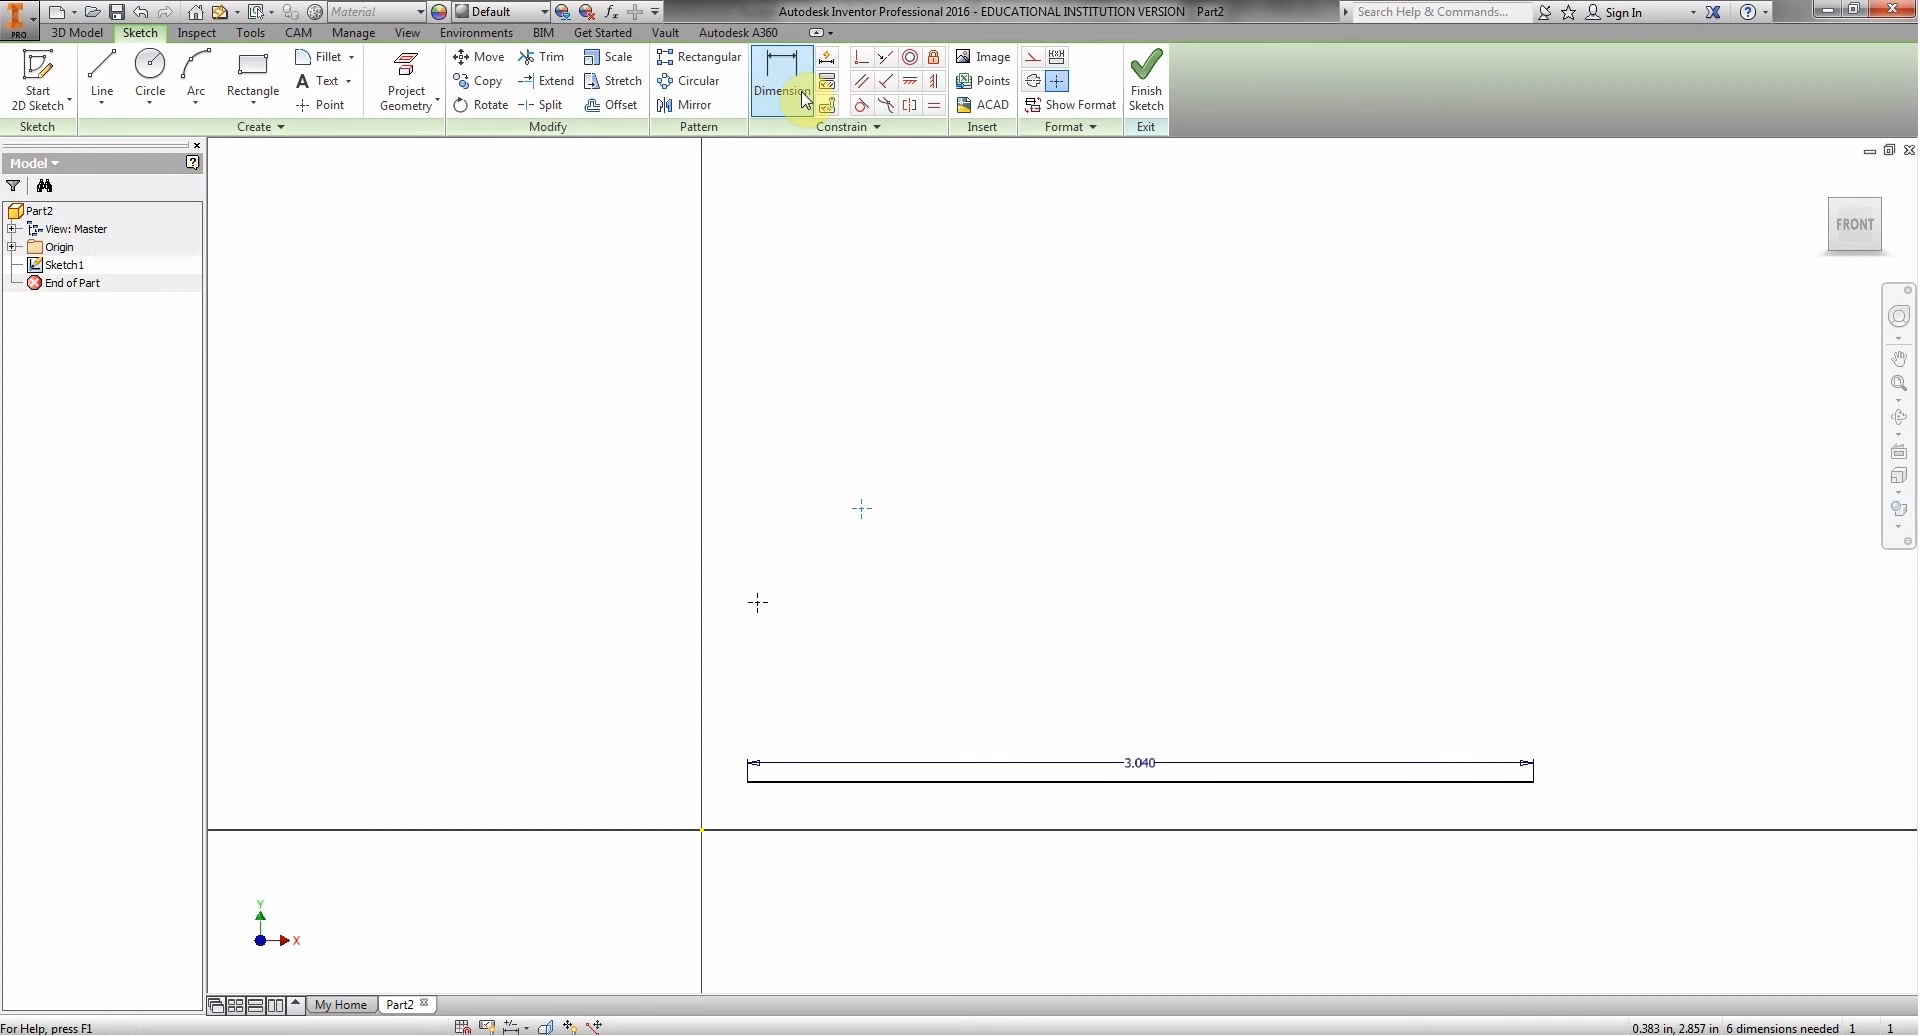 Material
Default
Autodesk Inventor Professional 2016 - EDUCATIONAL INSTITUTION VERSION Part2
Search Help & Commands...
Sign In
PRO
3D Model Sketch Inspect Tools CAM Manage View Environments BIM Get Started Vault Autodesk A360
Start
2D Sketch
Line
Circle
Arc
Rectangle
Fillet
Text
Point
Project
Geometry
Move
Copy
Rotate
Trim
Extend
Split
Scale
Stretch
Offset
Rectangular
Circular
Mirror
Dimension
Image
Points
ACAD
Show Format
Finish
Sketch
Sketch Create Modify Pattern Constrain Insert Format Exit
Model
Part2
View: Master
Origin
Sketch1
End of Part
FRONT
3.040
Y
X
My Home Part2
For Help, press F1
0.383 in, 2.857 in 6 dimensions needed 1 1